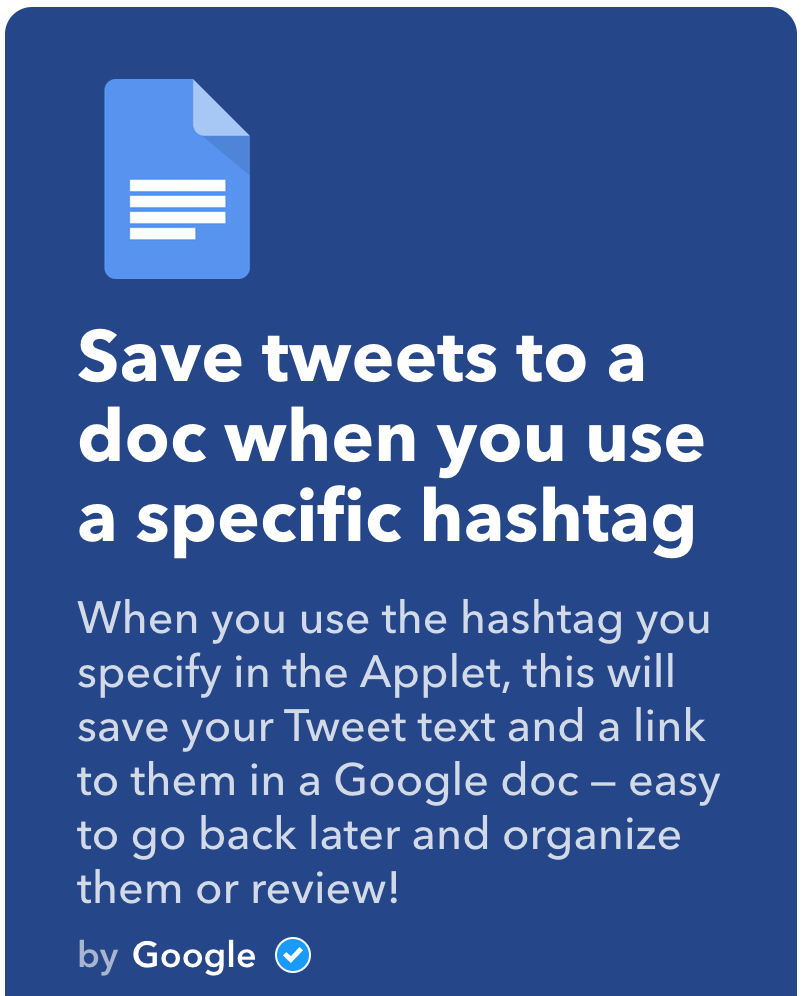 Save tweets to a
doc when you use
a specific hashtag
When you use the hashtag you
specify in the Applet, this will
save your Tweet text and a link
to them in a Google doc – easy
to go back later and organize
them or review!
by Google